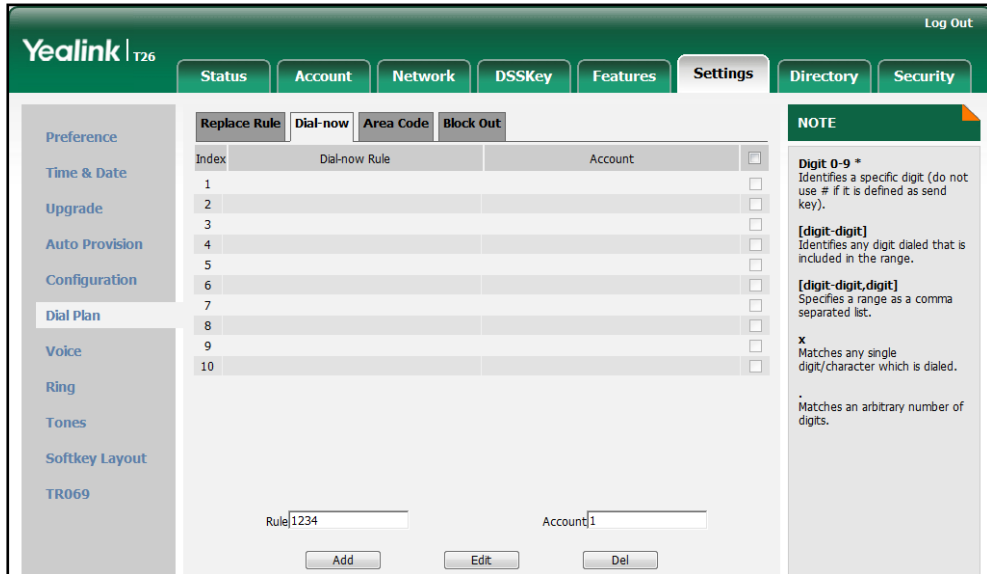 Log Out
Yealink T26
Status Account Network DSSKey Features Settings Directory Security
Preference
Time & Date
Upgrade
Auto Provision
Configuration
Dial Plan
Voice
Ring
Tones
Softkey Layout
TR069
Replace Rule Dial-now Area Code Block Out
Index Dial-now Rule Account
1
2
3
4
5
6
7
8
9
10
Rule 1234 Account 1
Add Edit Del
NOTE
Digit 0-9 *
Identifies a specific digit (do not
use # if it is defined as send
key).
[digit-digit]
Identifies any digit dialed that is
included in the range.
[digit-digit,digit]
Specifies a range as a comma
separated list.
x
Matches any single
digit/character which is dialed.
.
Matches an arbitrary number of
digits.